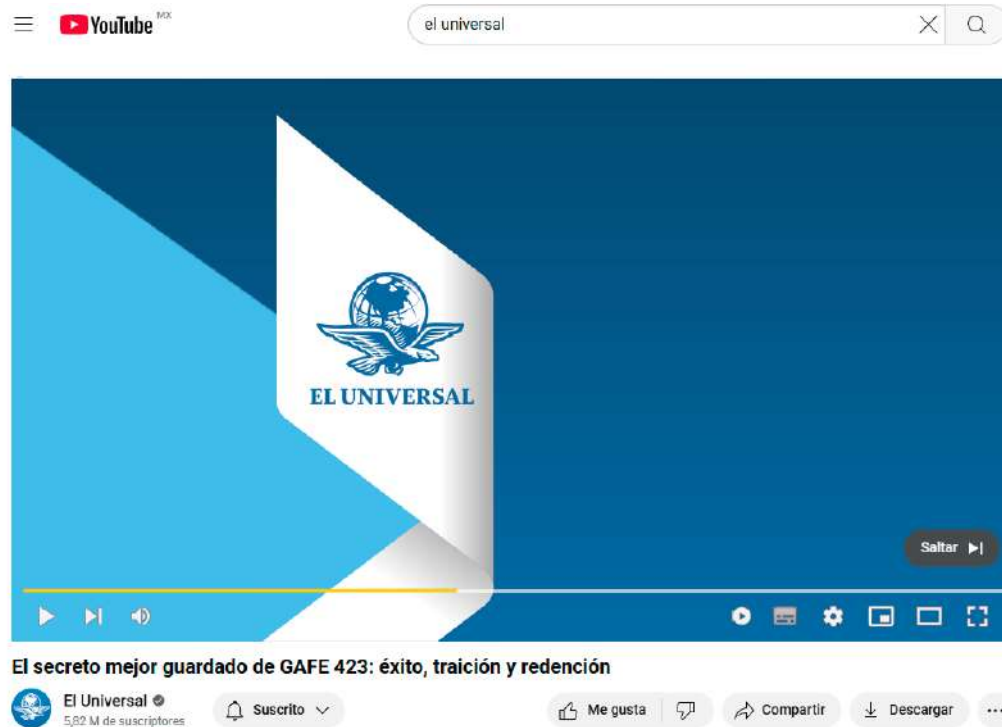 YouTube MX
el universal
EL UNIVERSAL
Saltar
El secreto mejor guardado de GAFE 423: éxito, traición y redención
El Universal
5,82 M de suscriptores
Suscrito
Me gusta
Compartir
Descargar